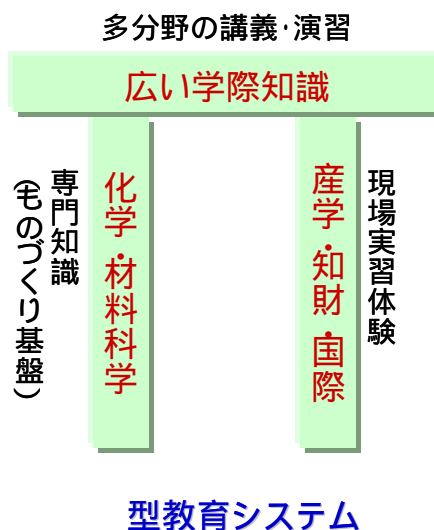 多分野の講義･演習
広い学際知識
専門知識
(ものづくり基盤)
化学・材料科学
産学・知財・国際
現場実習体験
型教育システム